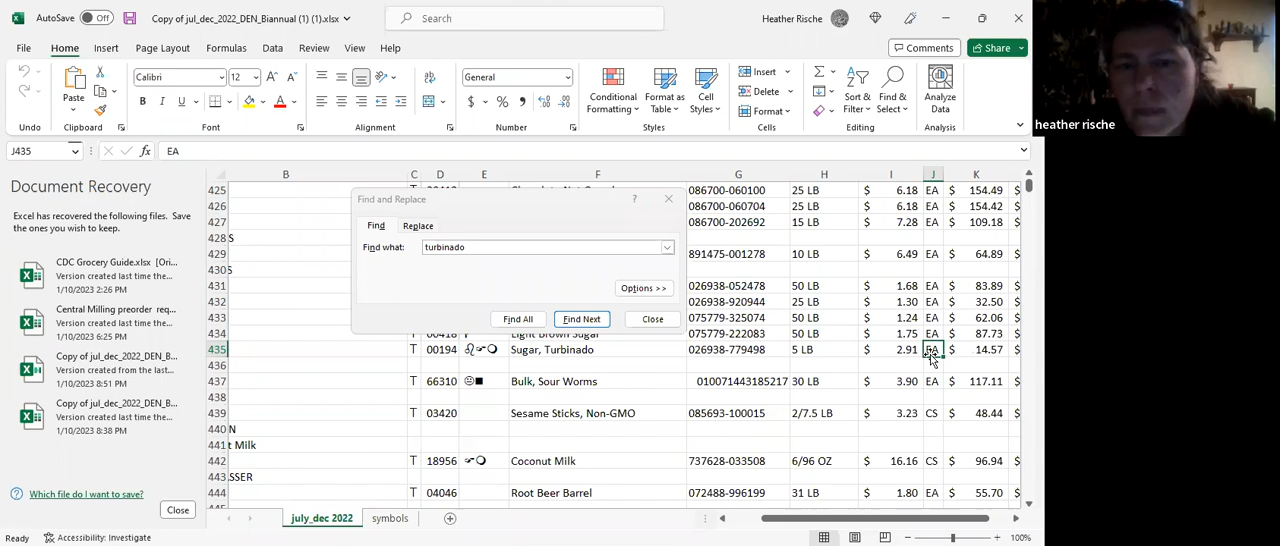 AutoSave Off Copy of jul_dec_2022_DEN_Biannual (1) (1).xlsx Search Heather Rische
File Home Insert Page Layout Formulas Data Review View Help Comments Share
Calibri 12 General Insert
Paste Conditional Formatting Format as Table Cell Styles Delete Sort & Filter Find & Select Analyze Data
Format
Undo Clipboard Font Alignment Number Styles Cells Editing Analysis
J435 fx EA
heather rische
Document Recovery
Excel has recovered the following files. Save
the ones you wish to keep.
CDC Grocery Guide.xlsx [Ori...
Version created last time the...
1/10/2023 2:26 PM
Central Milling preorder req...
Version created last time the...
1/10/2023 1:32 PM
Copy of jul_dec_2022_DEN_B...
Version created from the last...
1/10/2023 8:51 PM
Copy of jul_dec_2022_DEN_B...
Version created last time the...
1/10/2023 8:38 PM
Which file do I want to save?
Close
B C D E F G H I J K
425 086700-060100 25 LB $ 6.18 EA $ 154.49 $
426 086700-060704 25 LB $ 6.18 EA $ 154.42 $
427 086700-202692 15 LB $ 7.28 EA $ 109.18 $
428 S
429 891475-001278 10 LB $ 6.49 EA $ 64.89 $
430 S
431 026938-052478 50 LB $ 1.68 EA $ 83.89 $
432 026938-920944 25 LB $ 1.30 EA $ 32.50 $
433 075779-325074 50 LB $ 1.24 EA $ 62.06 $
434 T 00418 Light Brown Sugar 075779-222083 50 LB $ 1.75 EA $ 87.73 $
435 T 00194 Sugar, Turbinado 026938-779498 5 LB $ 2.91 EA $ 14.57 $
436
437 T 66310 Bulk, Sour Worms 010071443185217 30 LB $ 3.90 EA $ 117.11 $
438
439 T 03420 Sesame Sticks, Non-GMO 085693-100015 2/7.5 LB $ 3.23 CS $ 48.44 $
440 N
441 t Milk
442 T 18956 Coconut Milk 737628-033508 6/96 OZ $ 16.16 CS $ 96.94 $
443 SSER
444 T 04046 Root Beer Barrel 072488-996199 31 LB $ 1.80 EA $ 55.70 $
Find and Replace ?
Find Replace
Find what: turbinado
Options >>
Find All Find Next Close
july_dec 2022 symbols
Ready Accessibility: Investigate 100%